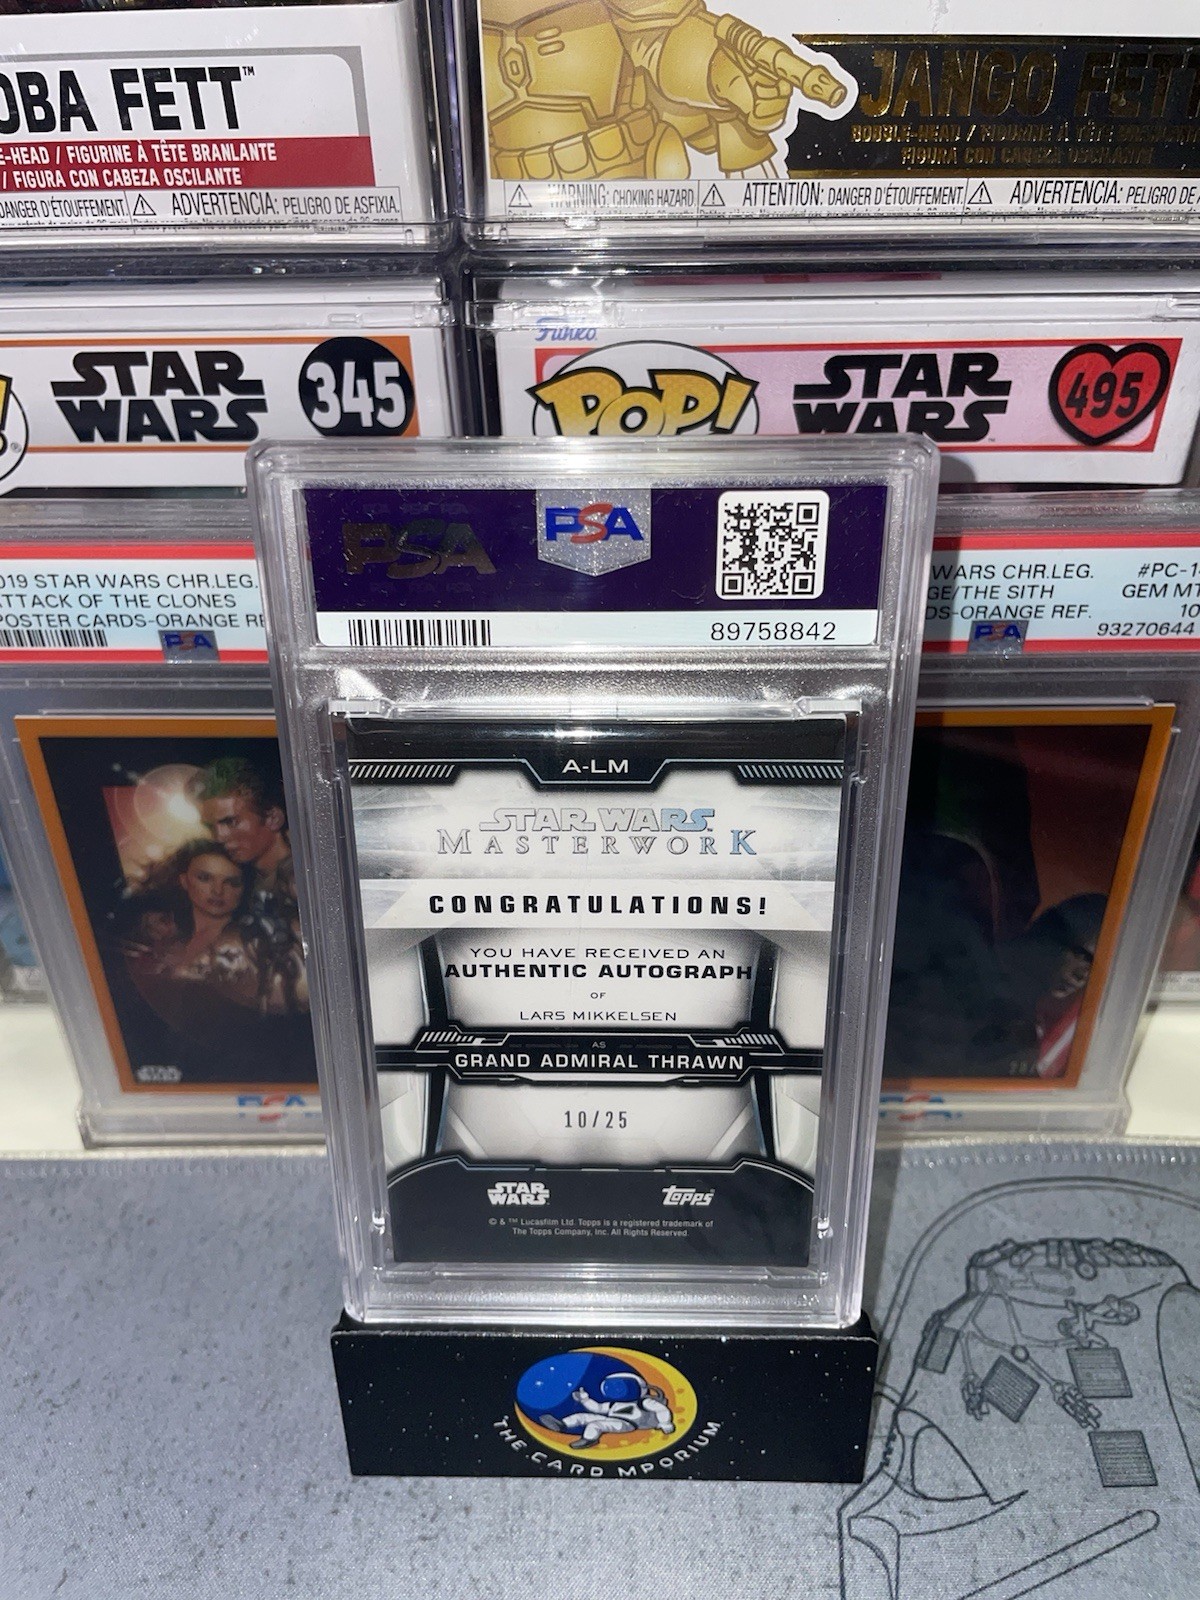 OBA FETT™
E-HEAD / FIGURINE À TÊTE BRANLANTE
/ FIGURA CON CABEZA OSCILANTE
DANGER D'ÉTOUFFEMENT. ADVERTENCIA: PELIGRO DE ASFIXIA.
JANGO FETT
BOBBLE-HEAD / FIGURINE À TÊTE BRANLANTE
FIGURA CON CABEZA OSCILANTE
WARNING: CHOKING HAZARD. ATTENTION: DANGER D'ÉTOUFFEMENT. ADVERTENCIA: PELIGRO DE
STAR WARS 345
Funko
POP! STAR WARS 495
019 STAR WARS CHR.LEG.
ATTACK OF THE CLONES
POSTER CARDS-ORANGE RE
PSA
WARS CHR.LEG. #PC-1
GE/THE SITH GEM MT
DS-ORANGE REF. 10
PSA 93270644
PSA PSA
89758842
A-LM
STAR WARS
MASTERWORK
CONGRATULATIONS!
YOU HAVE RECEIVED AN
AUTHENTIC AUTOGRAPH
OF
LARS MIKKELSEN
AS
GRAND ADMIRAL THRAWN
10/25
STAR WARS topps
© & ™ Lucasfilm Ltd. Topps is a registered trademark of
The Topps Company, Inc. All Rights Reserved.
STAR WARS
PSA
PSA
THE CARD MPORIUM